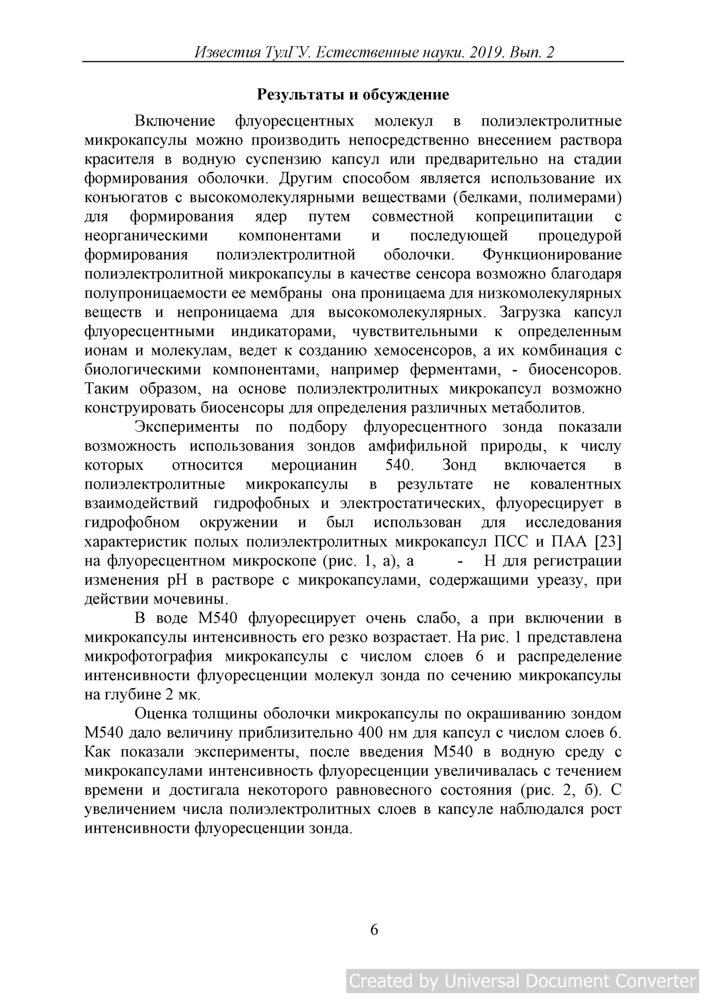 Известия ТулГУ. Естественные науки. 2019. Вып. 2
Результаты и обсуждение
Включение флуоресцентных молекул в полиэлектролитные
микрокапсулы можно производить непосредственно внесением раствора
красителя в водную суспензию капсул или предварительно на стадии
формирования оболочки. Другим способом является использование их
конъюгатов с высокомолекулярными веществами (белками, полимерами)
для формирования ядер путем совместной копреципитации с
неорганическими компонентами и последующей процедурой
формирования полиэлектролитной оболочки. Функционирование
полиэлектролитной микрокапсулы в качестве сенсора возможно благодаря
полупроницаемости ее мембраны она проницаема для низкомолекулярных
веществ и непроницаема для высокомолекулярных. Загрузка капсул
флуоресцентными индикаторами, чувствительными к определенным
ионам и молекулам, ведет к созданию хемосенсоров, а их комбинация с
биологическими компонентами, например ферментами, - биосенсоров.
Таким образом, на основе полиэлектролитных микрокапсул возможно
конструировать биосенсоры для определения различных метаболитов.
Эксперименты по подбору флуоресцентного зонда показали
возможность использования зондов амфифильной природы, к числу
которых относится мероцианин 540. Зонд включается в
полиэлектролитные микрокапсулы в результате не ковалентных
взаимодействий гидрофобных и электростатических, флуоресцирует в
гидрофобном окружении и был использован для исследования
характеристик полых полиэлектролитных микрокапсул ПСС и ПАА [23]
на флуоресцентном микроскопе (рис. 1, а), а - Н для регистрации
изменения рН в растворе с микрокапсулами, содержащими уреазу, при
действии мочевины.
В воде М540 флуоресцирует очень слабо, а при включении в
микрокапсулы интенсивность его резко возрастает. На рис. 1 представлена
микрофотография микрокапсулы с числом слоев 6 и распределение
интенсивности флуоресценции молекул зонда по сечению микрокапсулы
на глубине 2 мк.
Оценка толщины оболочки микрокапсулы по окрашиванию зондом
М540 дало величину приблизительно 400 нм для капсул с числом слоев 6.
Как показали эксперименты, после введения М540 в водную среду с
микрокапсулами интенсивность флуоресценции увеличивалась с течением
времени и достигала некоторого равновесного состояния (рис. 2, б). С
увеличением числа полиэлектролитных слоев в капсуле наблюдался рост
интенсивности флуоресценции зонда.
6
Created by Universal Document Converter